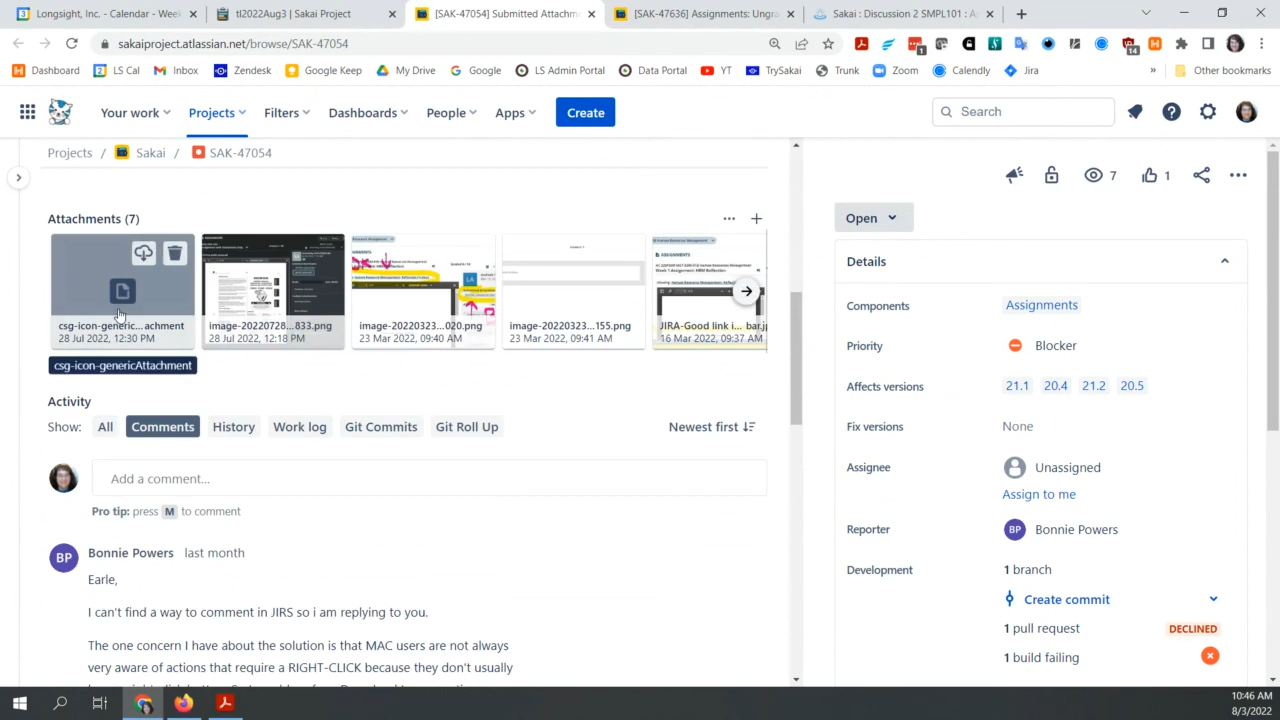 Longsight, Inc. - Calendar - Week
tl2022Aug3 | Sakai Project
[SAK-47054] Submitted Attachm
[SAK-47636] Assignments: Ungra
Sakai : Discussion 2 SMPL101 : A
sakaiproject.atlassian.net/browse/SAK-47054
1
14
Dashboard
LS Cal
Inbox
Zendesk
Google Keep
My Drive
Google
LS Admin Portal
Data Portal
YT
TrySakai
Trunk
Zoom
Calendly
Jira
»
Other bookmarks
Your work
Projects
Filters
Dashboards
People
Apps
Create
Search
Projects / Sakai / SAK-47054
7
1
Attachments (7)
csg-icon-generic...achment
28 Jul 2022, 12:30 PM
image-20220728...833.png
28 Jul 2022, 12:18 PM
image-20220323...020.png
23 Mar 2022, 09:40 AM
image-20220323...155.png
23 Mar 2022, 09:41 AM
ASSIGNMENTS
Week 1 Assignment: HRM Reflection
JIRA-Good link i... bar.jp
16 Mar 2022, 09:37 AM
csg-icon-genericAttachment
Activity
Show:
All
Comments
History
Work log
Git Commits
Git Roll Up
Newest first
Add a comment...
Pro tip: press M to comment
BP
Bonnie Powers last month
Earle,
I can't find a way to comment in JIRS so i am replying to you.
The one concern I have about the solution is that MAC users are not always
very aware of actions that require a RIGHT-CLICK because they don't usually
Open
Details
Components
Assignments
Priority
Blocker
Affects versions
21.1 20.4 21.2 20.5
Fix versions
None
Assignee
Unassigned
Assign to me
Reporter
BP
Bonnie Powers
Development
1 branch
Create commit
1 pull request
DECLINED
1 build failing
10:46 AM
8/3/2022